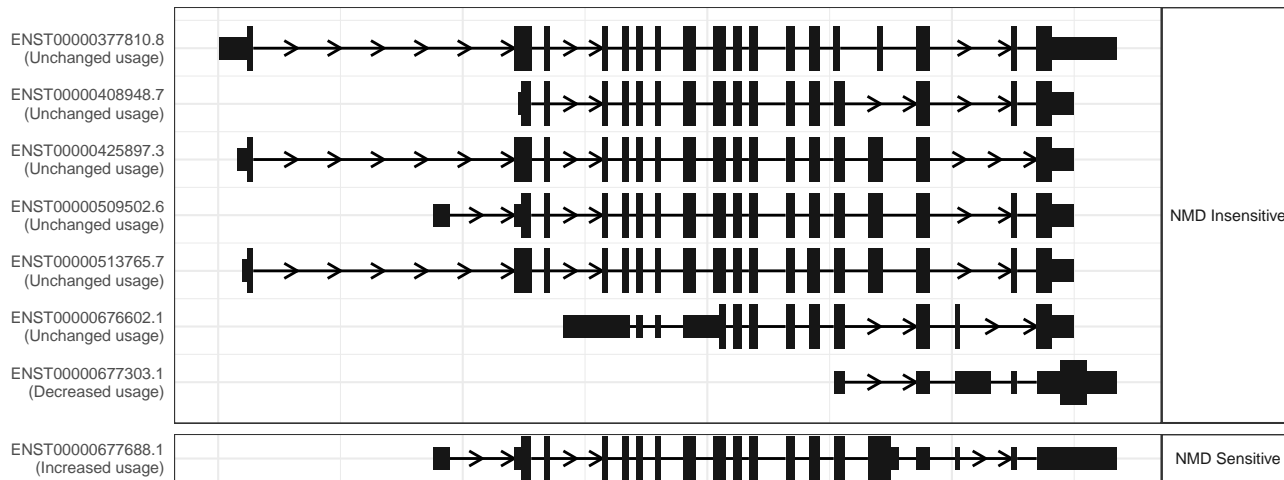 ENST00000377810.8
(Unchanged usage)
ENST00000408948.7
(Unchanged usage)
ENST00000425897.3
(Unchanged usage)
ENST00000509502.6
(Unchanged usage)
ENST00000513765.7
(Unchanged usage)
ENST00000676602.1
(Unchanged usage)
ENST00000677303.1
(Decreased usage)
NMD Insensitive
ENST00000677688.1
(Increased usage)
NMD Sensitive